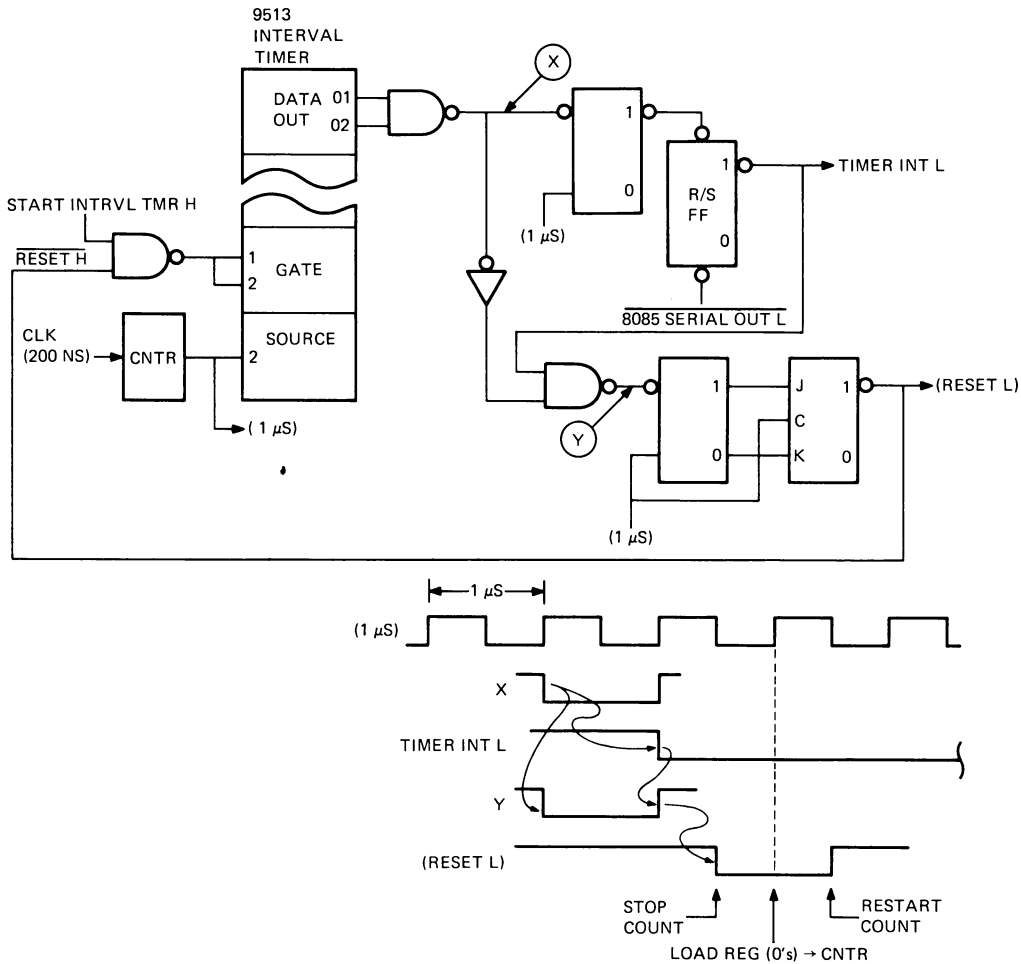 9513
INTERVAL
TIMER
DATA
OUT
01
02
X
1
0
(1 µS)
1
R/S
FF
0
TIMER INT L
8085 SERIAL OUT L
START INTRVL TMR H
RESET H
1
2
GATE
SOURCE
2
CLK
(200 NS)
CNTR
(1 µS)
Y
1
0
(1 µS)
J
C
K
1
0
(RESET L)
1 µS
(1 µS)
X
TIMER INT L
Y
(RESET L)
STOP
COUNT
LOAD REG (0's) → CNTR
RESTART
COUNT